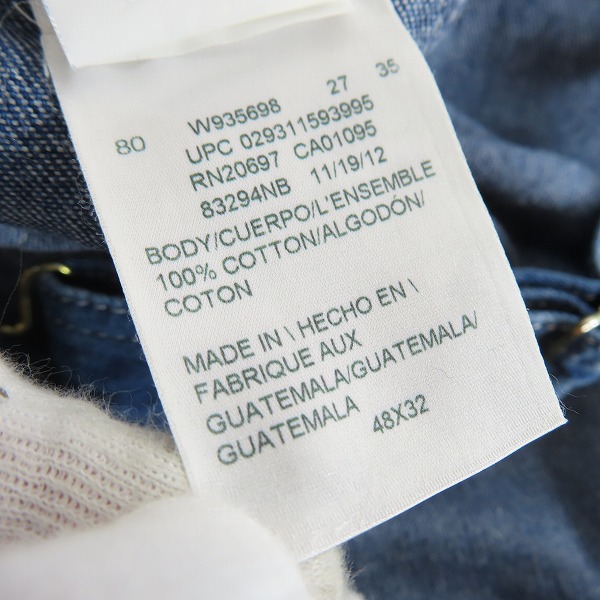 80 W935698 27 35
UPC 029311593995
RN20697 CA01095
83294NB 11/19/12
BODY/CUERPO/L'ENSEMBLE
100% COTTON/ALGODÓN/
COTON
MADE IN \ HECHO EN \
FABRIQUE AUX
GUATEMALA/GUATEMALA/
GUATEMALA 48X32